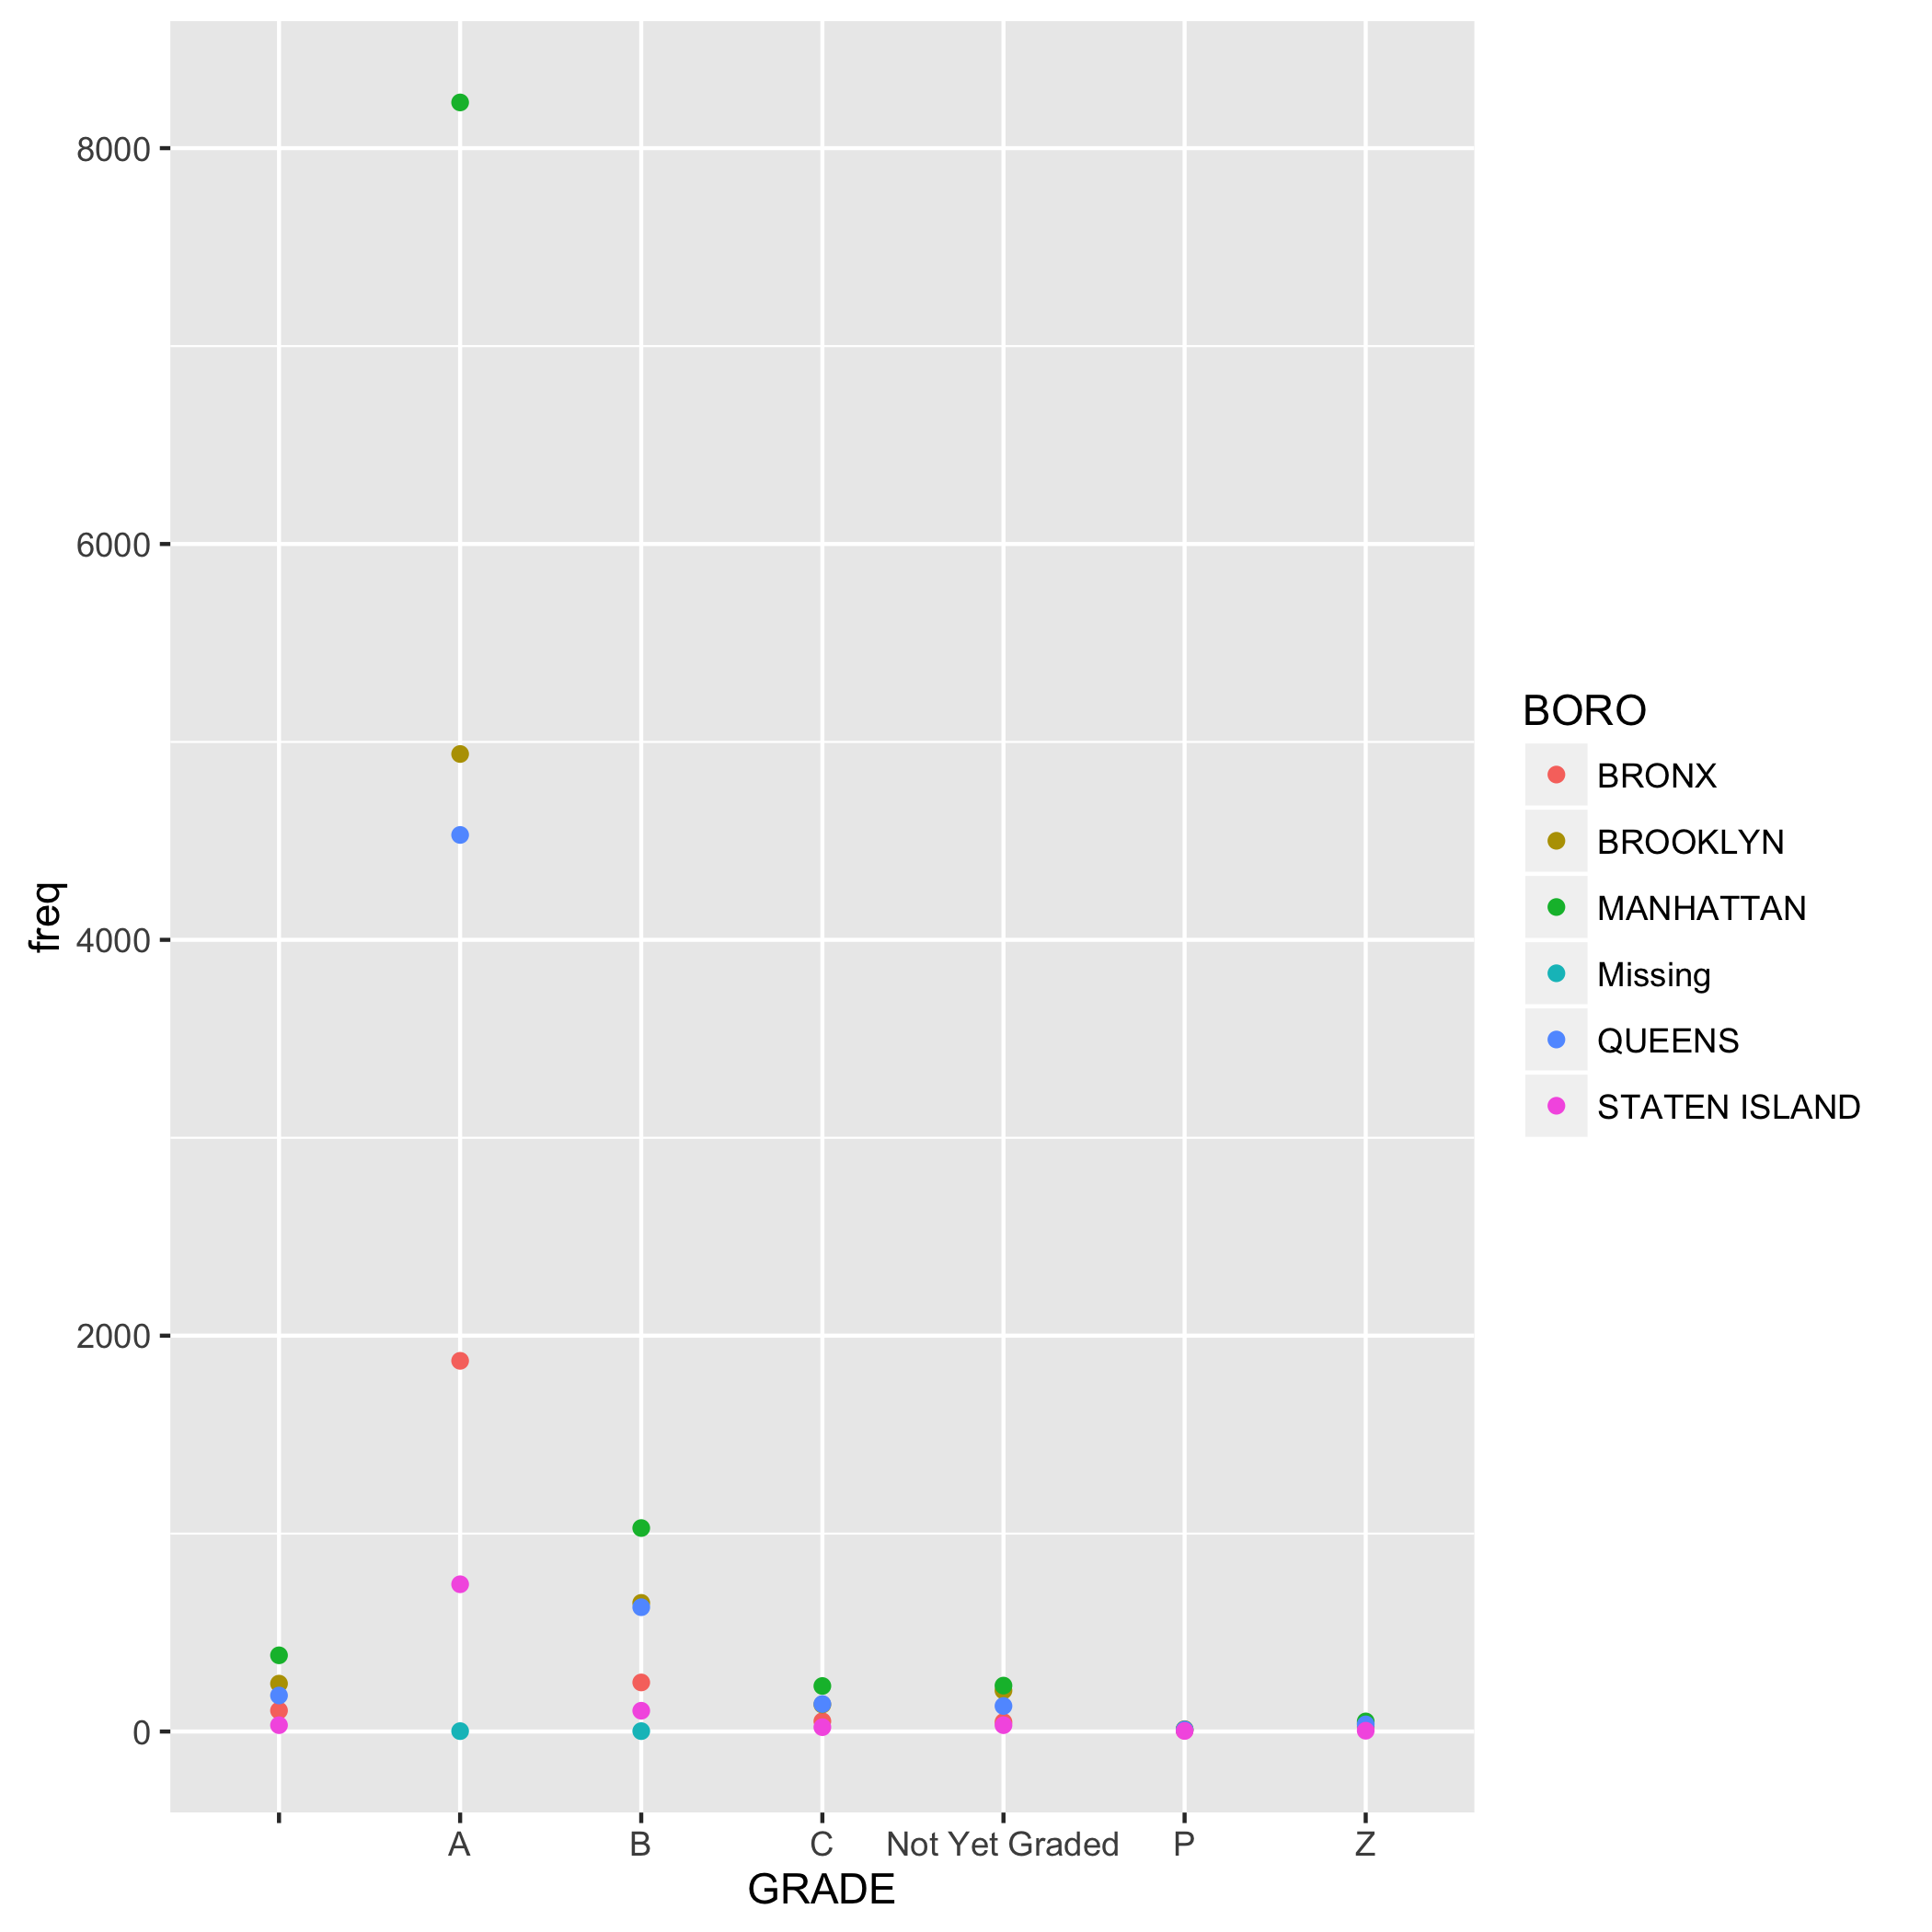 8000
6000
4000
2000
0
freq
A B C Not Yet Graded P Z
GRADE
BORO
BRONX
BROOKLYN
MANHATTAN
Missing
QUEENS
STATEN ISLAND